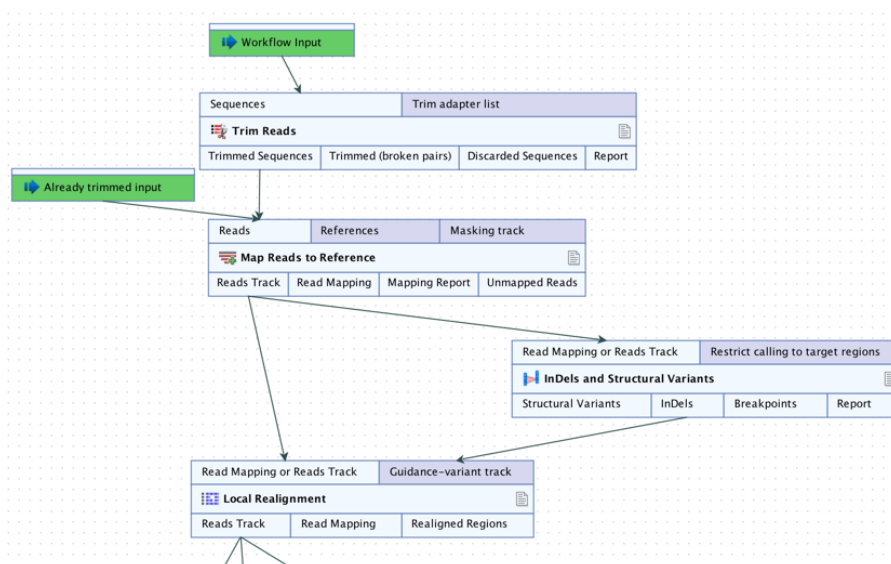 Workflow Input
Sequences Trim adapter list
Trim Reads
Trimmed Sequences Trimmed (broken pairs) Discarded Sequences Report
Already trimmed input
Reads References Masking track
Map Reads to Reference
Reads Track Read Mapping Mapping Report Unmapped Reads
Read Mapping or Reads Track Restrict calling to target regions
InDels and Structural Variants
Structural Variants InDels Breakpoints Report
Read Mapping or Reads Track Guidance-variant track
Local Realignment
Reads Track Read Mapping Realigned Regions